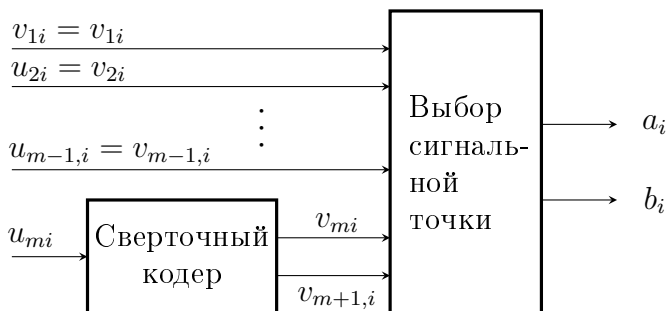 v_{1i} = v_{1i}
u_{2i} = v_{2i}
⋮
u_{m-1,i} = v_{m-1,i}
u_{mi}
Сверточный
кодер
v_{mi}
v_{m+1,i}
Выбор
сигналь-
ной
точки
a_i
b_i